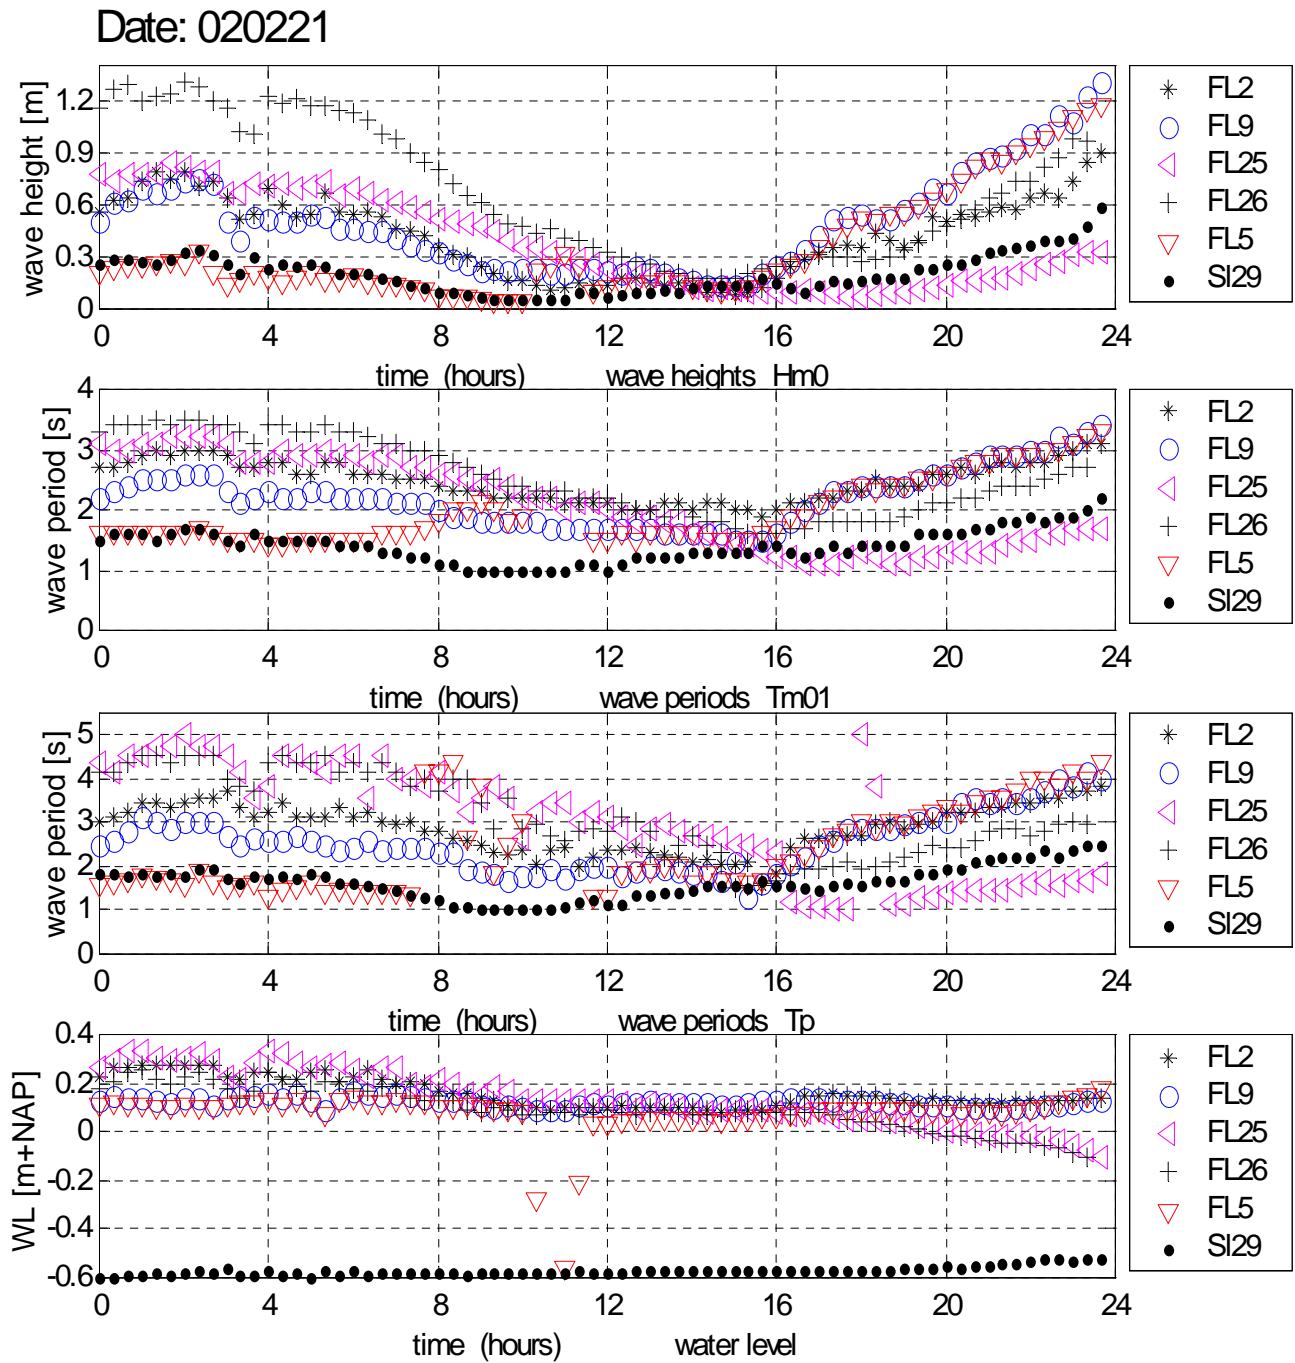 Date: 020221
wave height [m]
1.2
0.9
0.6
0.3
0
0 4 8 12 16 20 24
time (hours) wave heights Hm0
FL2
FL9
FL25
FL26
FL5
SI29
wave period [s]
4
3
2
1
0
0 4 8 12 16 20 24
time (hours) wave periods Tm01
FL2
FL9
FL25
FL26
FL5
SI29
wave period [s]
5
4
3
2
1
0
0 4 8 12 16 20 24
time (hours) wave periods Tp
FL2
FL9
FL25
FL26
FL5
SI29
WL [m+NAP]
0.4
0.2
0
-0.2
-0.4
-0.6
0 4 8 12 16 20 24
time (hours) water level
FL2
FL9
FL25
FL26
FL5
SI29